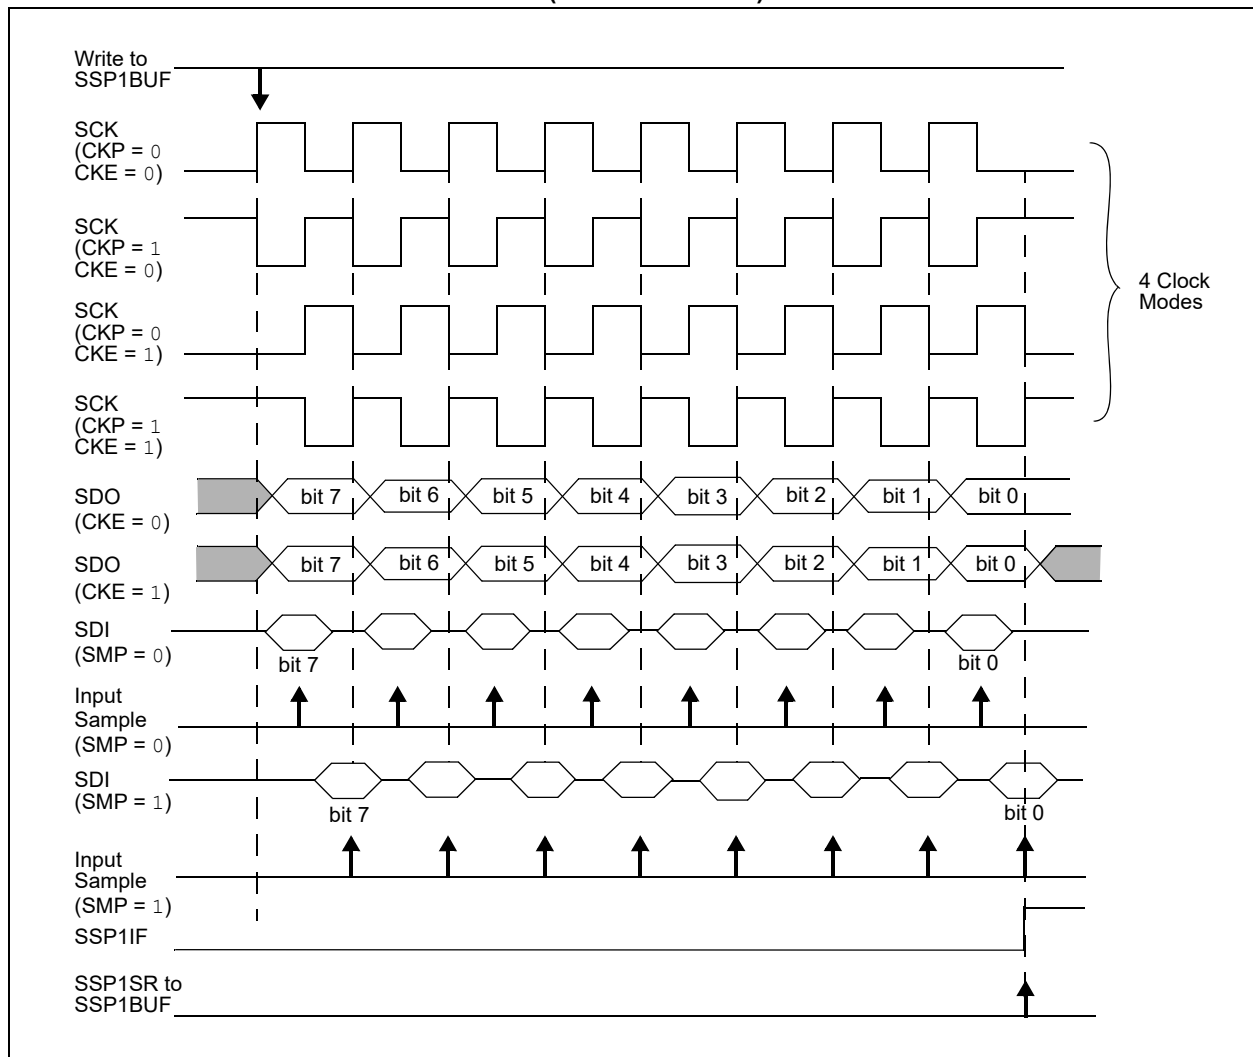 Write to
SSP1BUF
SCK
(CKP = 0
CKE = 0)
SCK
(CKP = 1
CKE = 0)
4 Clock
Modes
SCK
(CKP = 0
CKE = 1)
SCK
(CKP = 1
CKE = 1)
SDO
(CKE = 0)
bit 7 bit 6 bit 5 bit 4 bit 3 bit 2 bit 1 bit 0
SDO
(CKE = 1)
bit 7 bit 6 bit 5 bit 4 bit 3 bit 2 bit 1 bit 0
SDI
(SMP = 0)
bit 7 bit 0
Input
Sample
(SMP = 0)
SDI
(SMP = 1)
bit 7 bit 0
Input
Sample
(SMP = 1)
SSP1IF
SSP1SR to
SSP1BUF